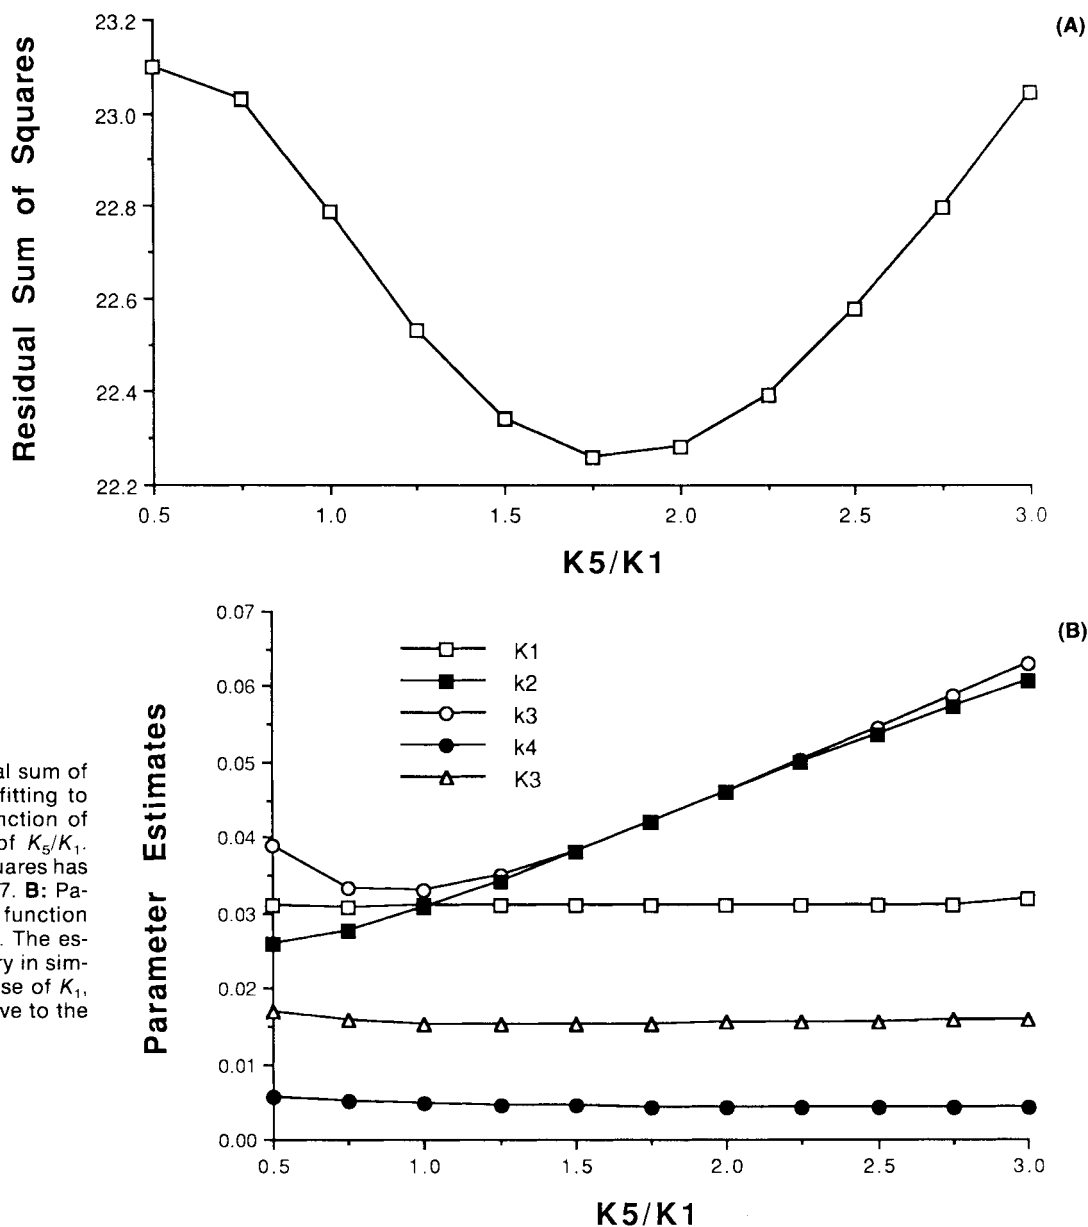 (A)
Residual Sum of Squares
23.2
23.0
22.8
22.6
22.4
22.2
0.5 1.0 1.5 2.0 2.5 3.0
K5/K1
(B)
Parameter Estimates
0.07
0.06
0.05
0.04
0.03
0.02
0.01
0.00
K1
k2
k3
k4
K3
0.5 1.0 1.5 2.0 2.5 3.0
K5/K1
al sum of
fitting to
nction of
of K₅/K₁.
uares has
7. B: Pa-
function
. The es-
ry in sim-
se of K₁,
ve to the